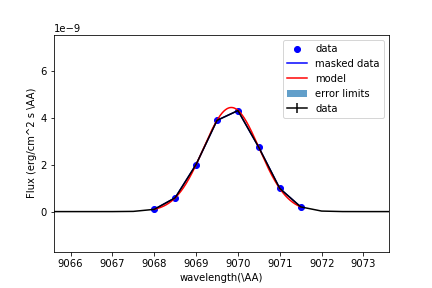 1e−9
data
masked data
model
error limits
data
Flux (erg/cm^2 s \AA)
6
4
2
0
9066 9067 9068 9069 9070 9071 9072 9073
wavelength(\AA)